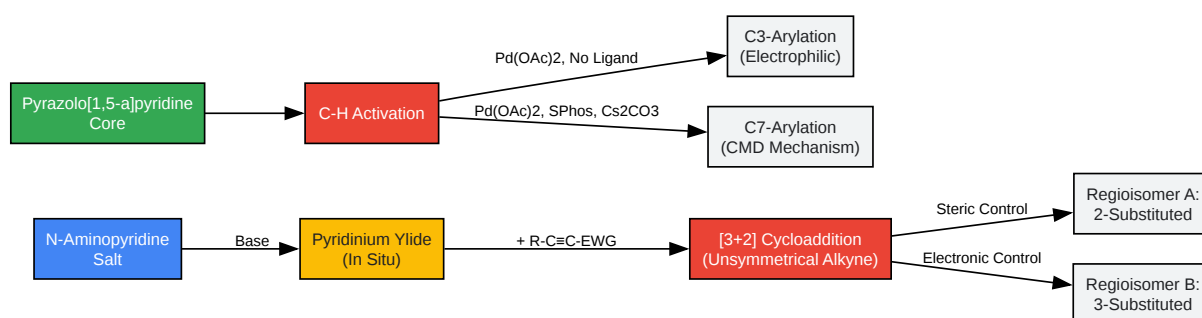 Pyrazolo[1,5-a]pyridine
Core
C-H Activation
Pd(OAc)2, No Ligand
C3-Arylation
(Electrophilic)
Pd(OAc)2, SPhos, Cs2CO3
C7-Arylation
(CMD Mechanism)
N-Aminopyridine
Salt
Base
Pyridinium Ylide
(In Situ)
+ R-C≡C-EWG
[3+2] Cycloaddition
(Unsymmetrical Alkyne)
Steric Control
Regioisomer A:
2-Substituted
Electronic Control
Regioisomer B:
3-Substituted